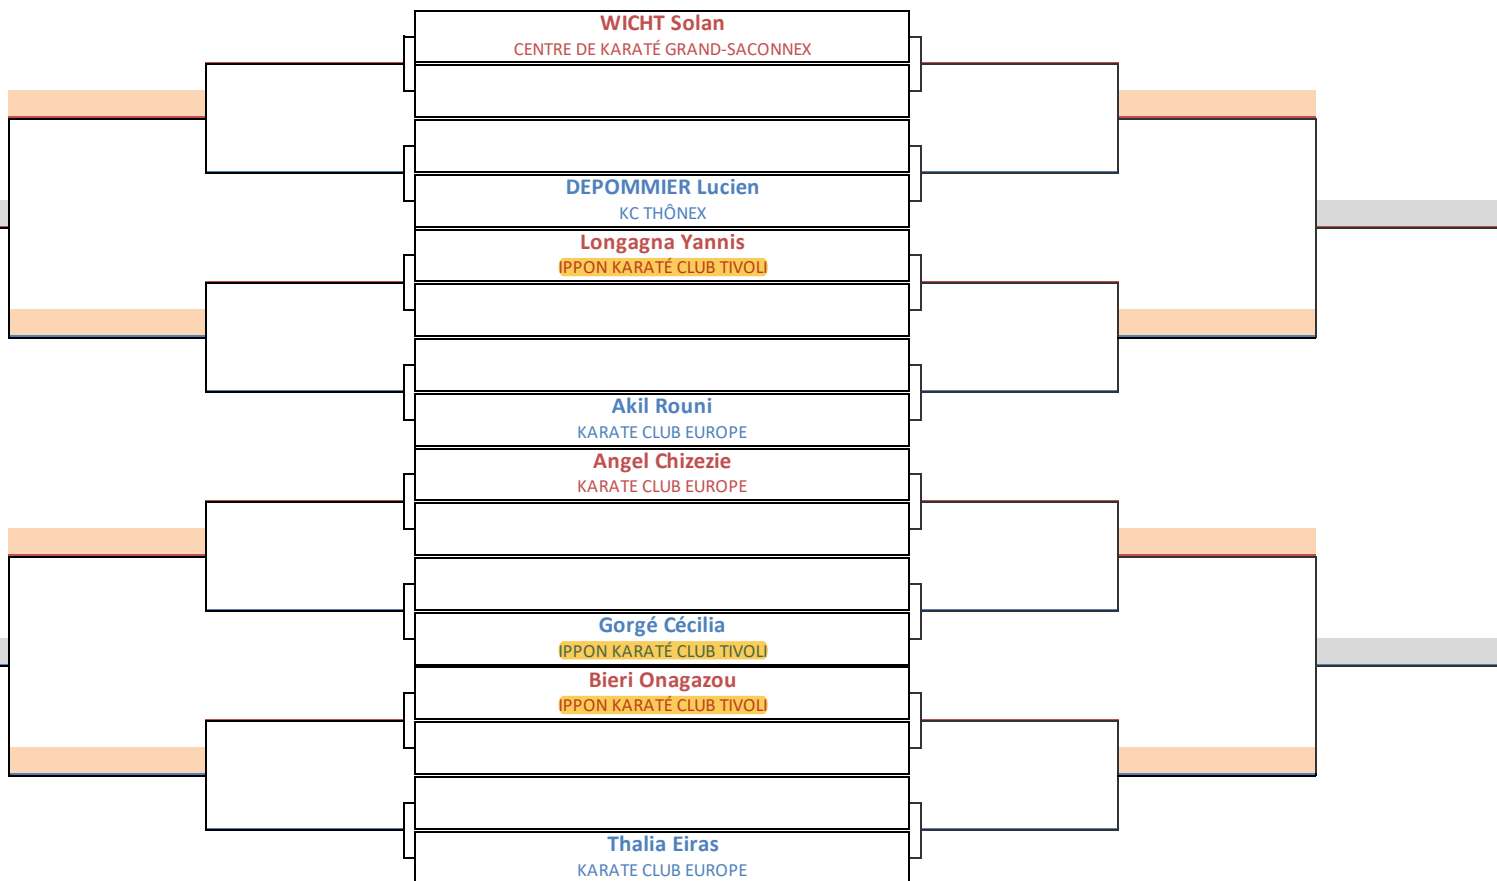 WICHT Solan
CENTRE DE KARATÉ GRAND-SACONNEX
DEPOMMIER Lucien
KC THÔNEX
Longagna Yannis
IPPON KARATÉ CLUB TIVOLI
Akil Rouni
KARATE CLUB EUROPE
Angel Chizezie
KARATE CLUB EUROPE
Gorgé Cécilia
IPPON KARATÉ CLUB TIVOLI
Bieri Onagazou
IPPON KARATÉ CLUB TIVOLI
Thalia Eiras
KARATE CLUB EUROPE